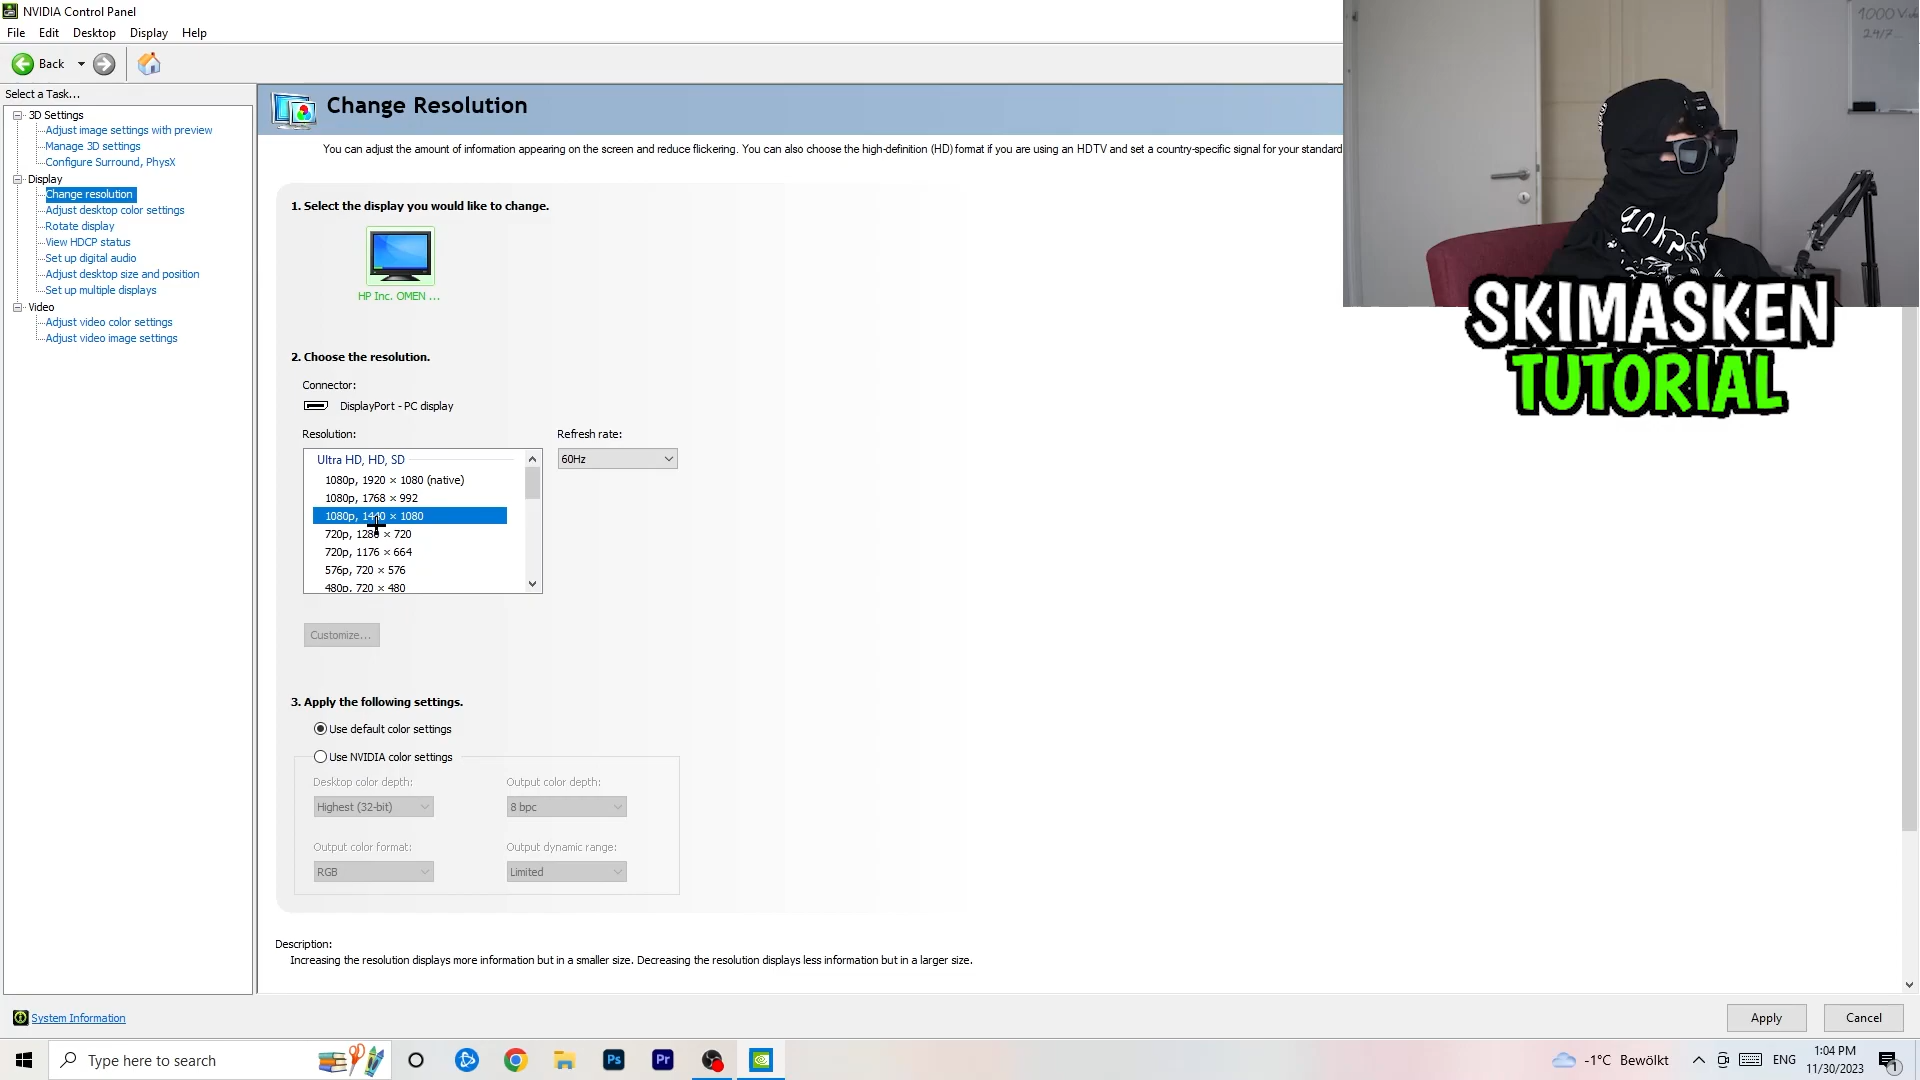 NVIDIA Control Panel
File Edit Desktop Display Help
Back
Select a Task...
3D Settings
Adjust image settings with preview
Manage 3D settings
Configure Surround, PhysX
Display
Change resolution
Adjust desktop color settings
Rotate display
View HDCP status
Set up digital audio
Adjust desktop size and position
Set up multiple displays
Video
Adjust video color settings
Adjust video image settings
Change Resolution
You can adjust the amount of information appearing on the screen and reduce flickering. You can also choose the high-definition (HD) format if you are using an HDTV and set a country-specific signal for your standard
1. Select the display you would like to change.
HP Inc. OMEN ...
2. Choose the resolution.
Connector:
DisplayPort - PC display
Resolution:
Refresh rate:
Ultra HD, HD, SD
60Hz
1080p, 1920 × 1080 (native)
1080p, 1768 × 992
1080p, 1440 × 1080
720p, 1280 × 720
720p, 1176 × 664
576p, 720 × 576
480p, 720 × 480
Customize...
3. Apply the following settings.
Use default color settings
Use NVIDIA color settings
Desktop color depth:
Output color depth:
Highest (32-bit)
8 bpc
Output color format:
Output dynamic range:
RGB
Limited
Description:
Increasing the resolution displays more information but in a smaller size. Decreasing the resolution displays less information but in a larger size.
System Information
Apply
Cancel
1000
24/7
SKIMASKEN
TUTORIAL
Type here to search
Ps
Pr
-1°C Bewölkt
ENG
1:04 PM
11/30/2023
1